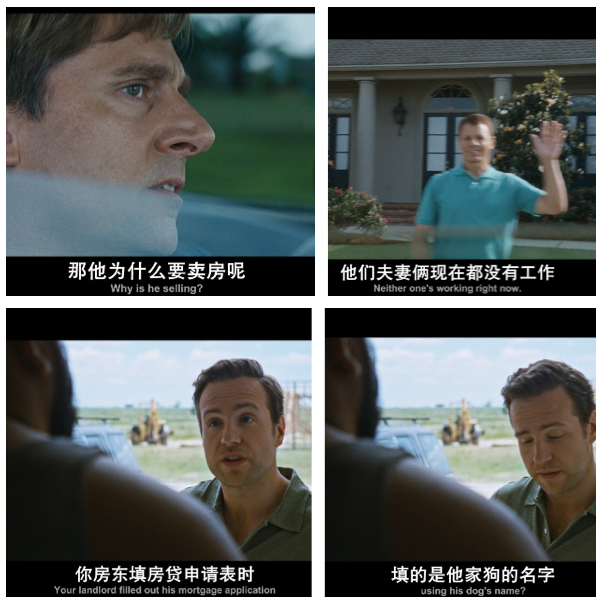 那他为什么要卖房呢
Why is he selling?
他们夫妻俩现在都没有工作
Neither one's working right now.
你房东填房贷申请表时
Your landlord filled out his mortgage application
填的是他家狗的名字
using his dog's name?